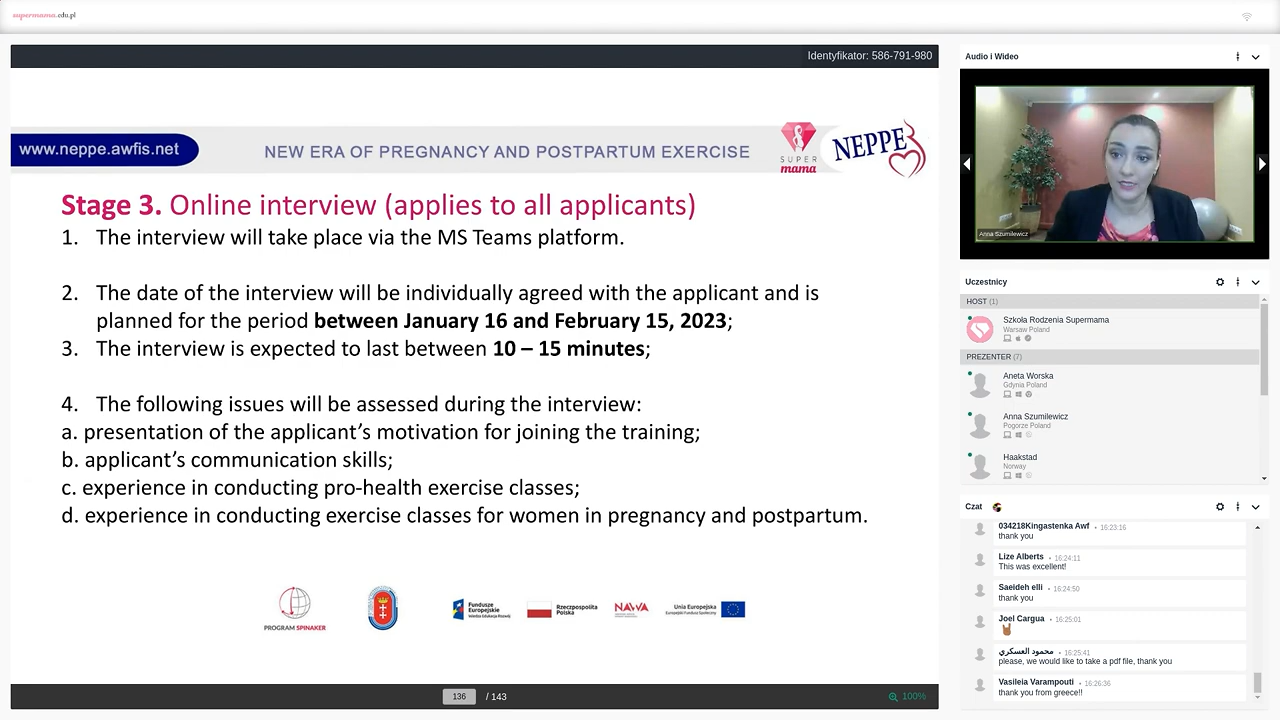 supermama.edu.pl
Identyfikator: 586-791-980
www.neppe.awfis.net
NEW ERA OF PREGNANCY AND POSTPARTUM EXERCISE
SUPER
mama
NEPPE
Stage 3. Online interview (applies to all applicants)
1. The interview will take place via the MS Teams platform.
2. The date of the interview will be individually agreed with the applicant and is
planned for the period between January 16 and February 15, 2023;
3. The interview is expected to last between 10 – 15 minutes;
4. The following issues will be assessed during the interview:
a. presentation of the applicant’s motivation for joining the training;
b. applicant’s communication skills;
c. experience in conducting pro-health exercise classes;
d. experience in conducting exercise classes for women in pregnancy and postpartum.
PROGRAM SPINAKER
Fundusze
Europejskie
Wiedza Edukacja Rozwój
Rzeczpospolita
Polska
NAWA
Unia Europejska
Europejski Fundusz Społeczny
136 / 143
100%
Audio i Wideo
Anna Szumilewicz
Uczestnicy
HOST (1)
Szkoła Rodzenia Supermama
Warsaw Poland
PREZENTER (7)
Aneta Worska
Gdynia Poland
Anna Szumilewicz
Pogorze Poland
Haakstad
Norway
Czat
034218Kingastenka Awf • 16:23:16
thank you
Lize Alberts • 16:24:11
This was excellent!
Saeideh elli • 16:24:50
thank you
Joel Cargua • 16:25:01
محمود العسكري • 16:25:41
please, we would like to take a pdf file, thank you
Vasileia Varampouti • 16:26:36
thank you from greece!!